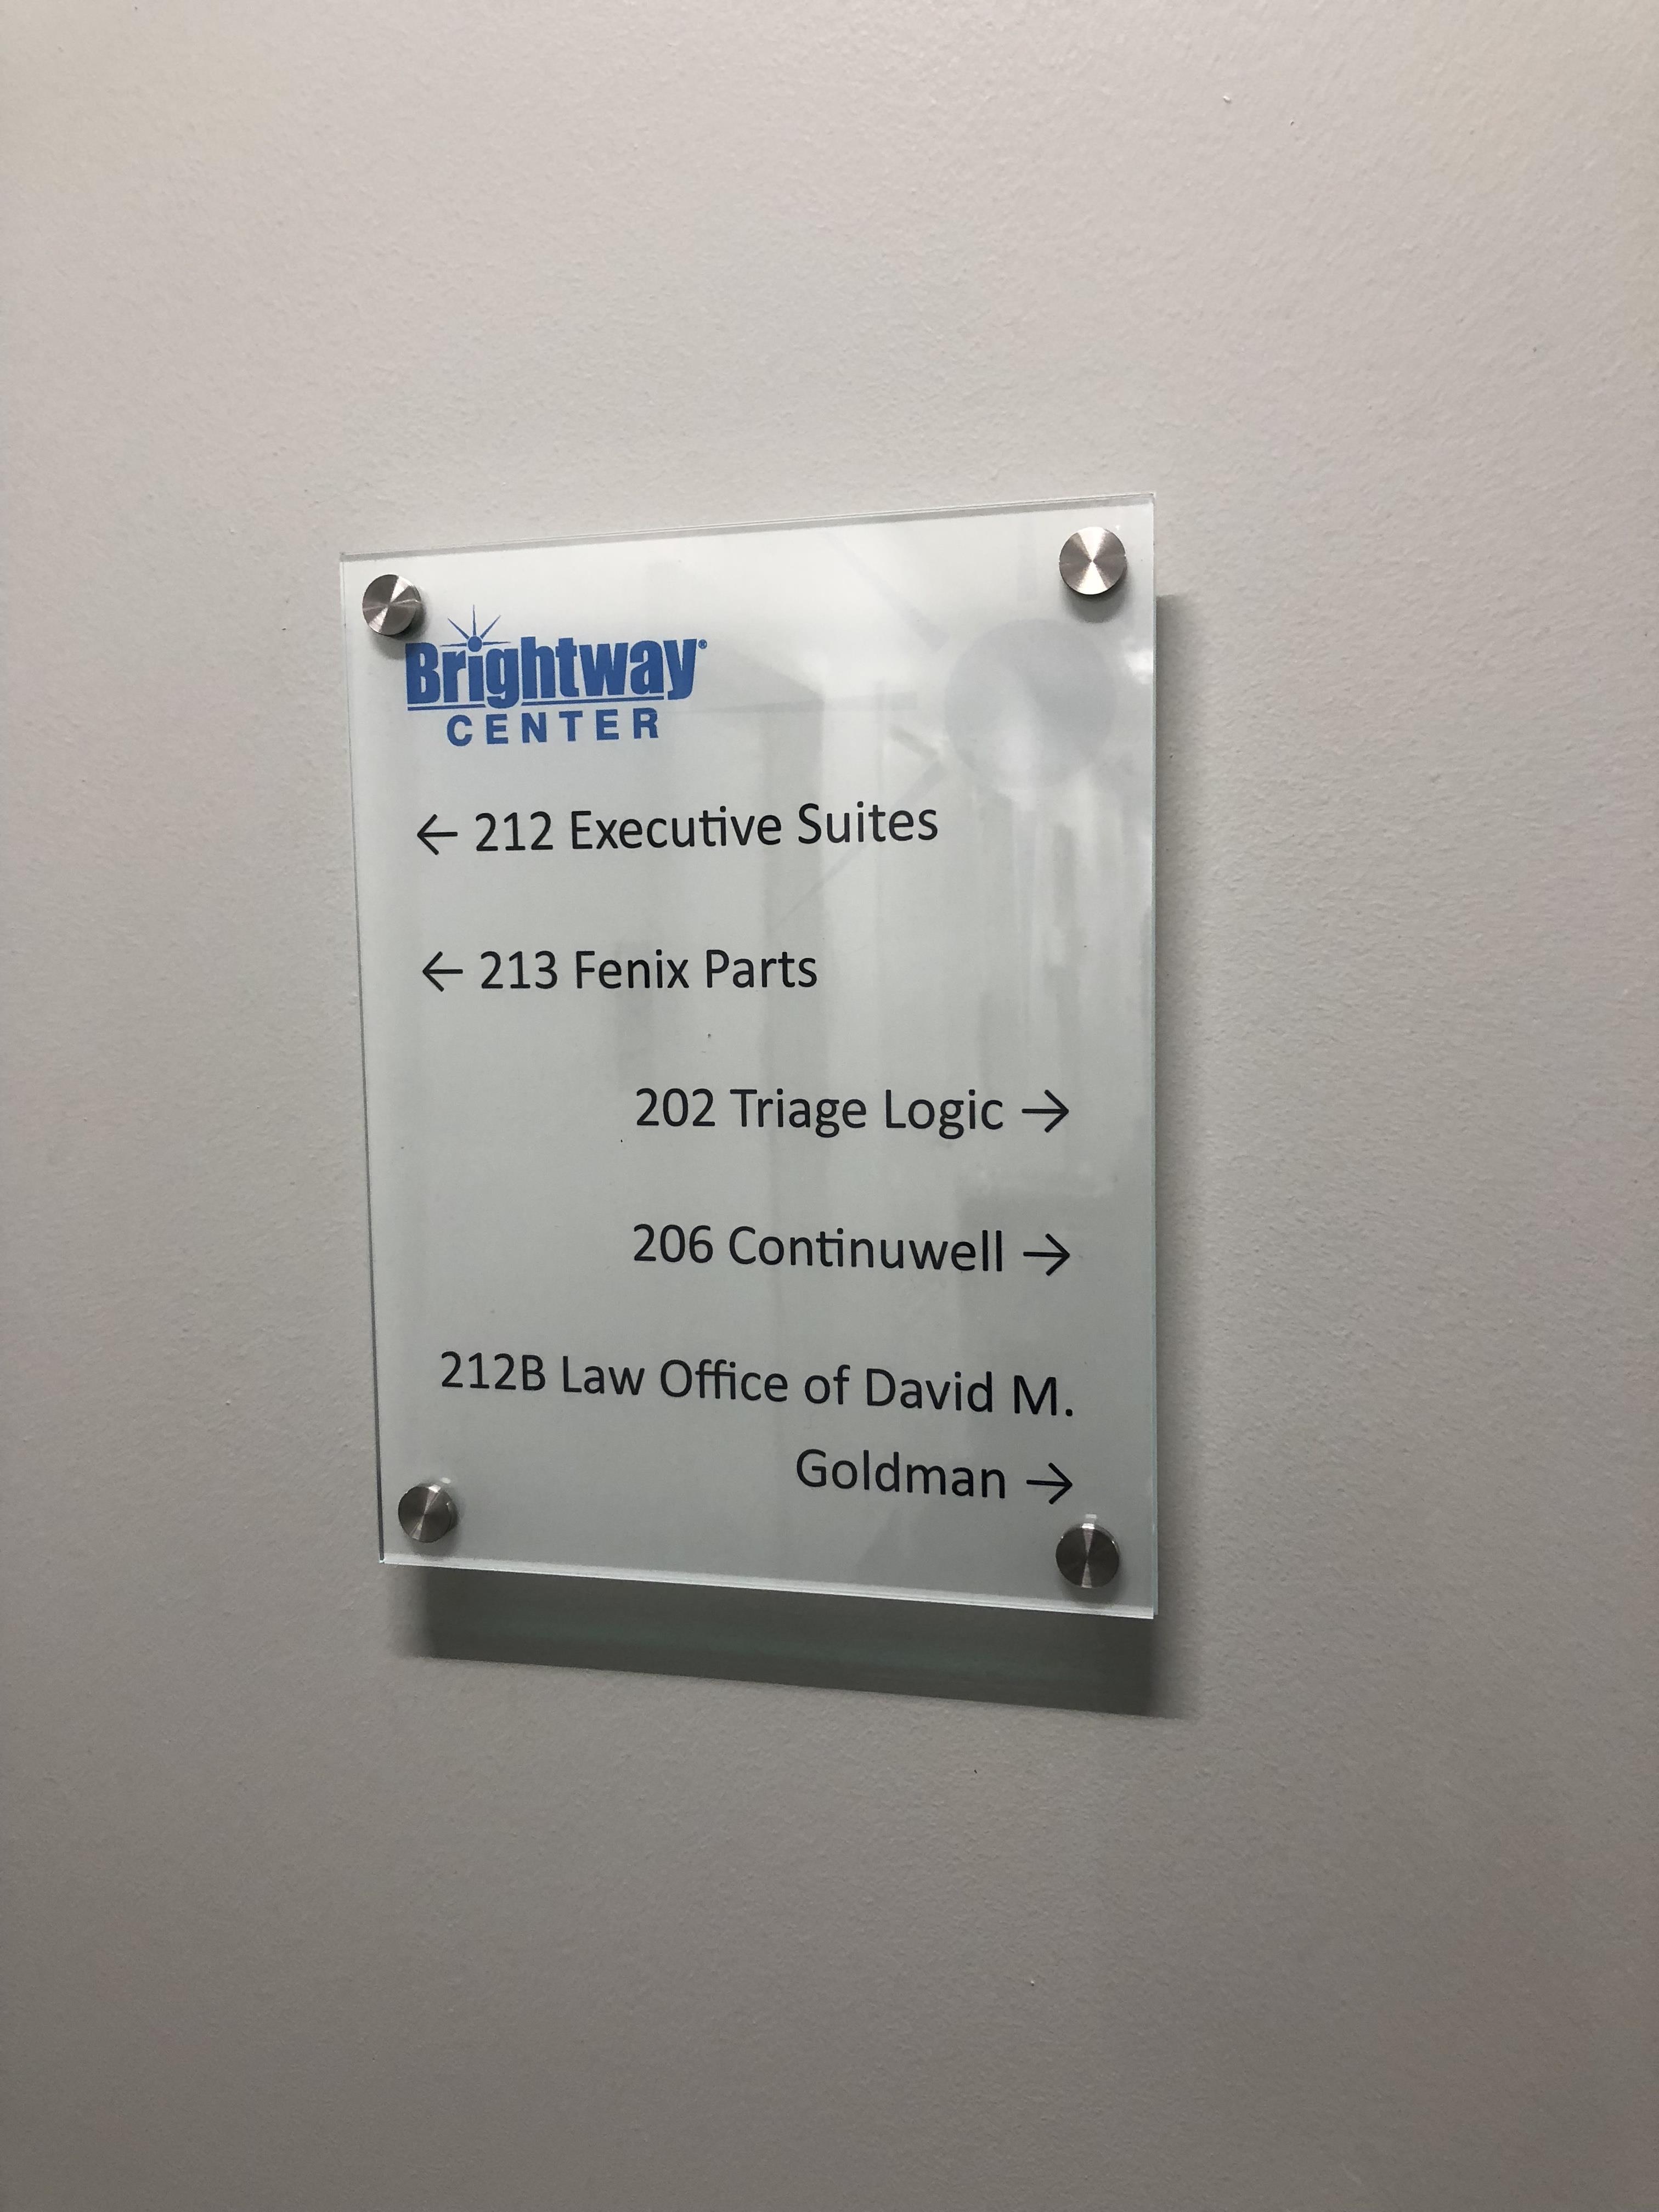 Brightway®
CENTER
← 212 Executive Suites
← 213 Fenix Parts
202 Triage Logic →
206 Continuwell →
212B Law Office of David M.
Goldman →